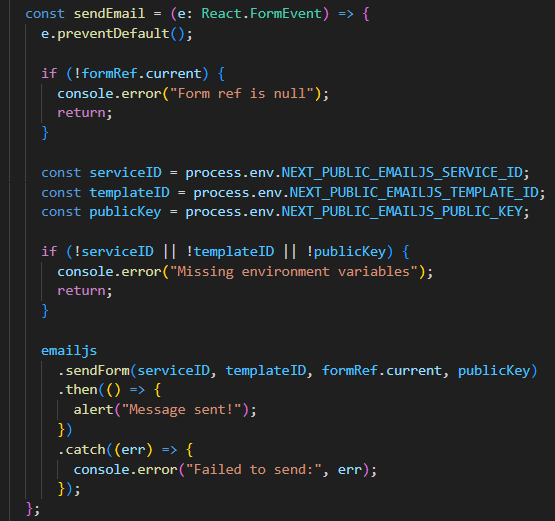 const sendEmail = (e: React.FormEvent) => {
e.preventDefault();
if (!formRef.current) {
console.error("Form ref is null");
return;
}
const serviceID = process.env.NEXT_PUBLIC_EMAILJS_SERVICE_ID;
const templateID = process.env.NEXT_PUBLIC_EMAILJS_TEMPLATE_ID;
const publicKey = process.env.NEXT_PUBLIC_EMAILJS_PUBLIC_KEY;
if (!serviceID || !templateID || !publicKey) {
console.error("Missing environment variables");
return;
}
emailjs
.sendForm(serviceID, templateID, formRef.current, publicKey)
.then(() => {
alert("Message sent!");
})
.catch((err) => {
console.error("Failed to send:", err);
});
};